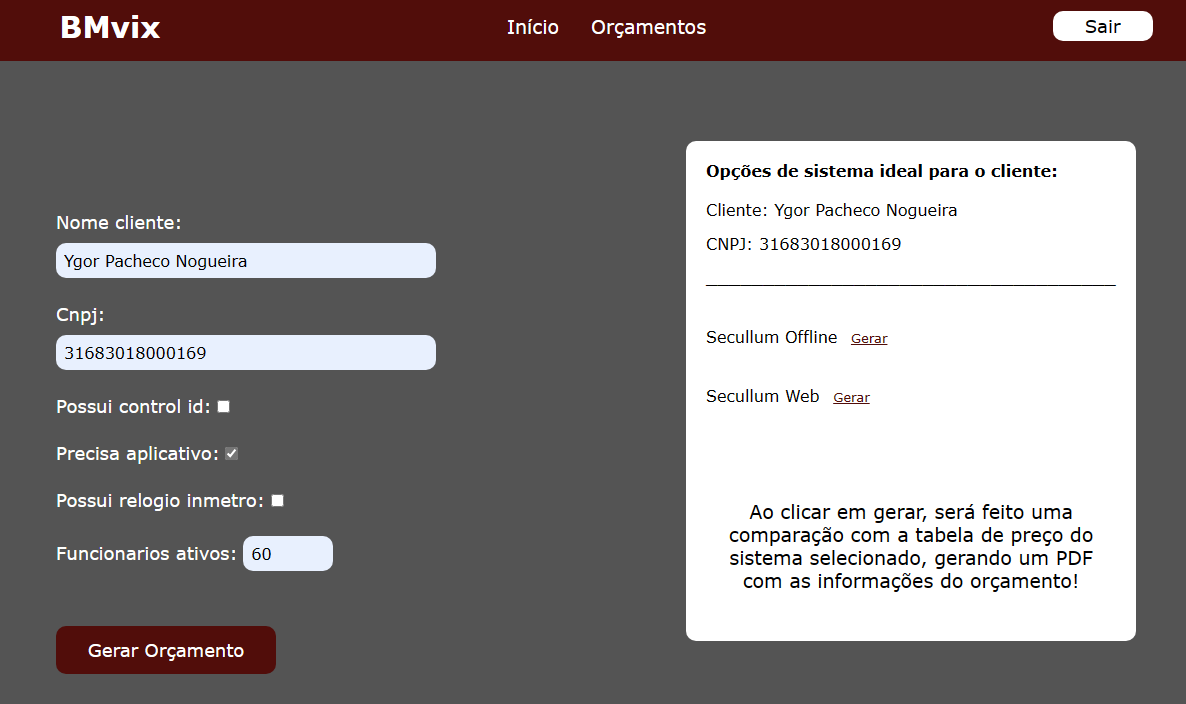 BMvix
Início
Orçamentos
Sair
Nome cliente:
Ygor Pacheco Nogueira
Cnpj:
31683018000169
Possui control id:
Precisa aplicativo:
Possui relogio inmetro:
Funcionarios ativos: 60
Gerar Orçamento
Opções de sistema ideal para o cliente:
Cliente: Ygor Pacheco Nogueira
CNPJ: 31683018000169
Secullum Offline Gerar
Secullum Web Gerar
Ao clicar em gerar, será feito uma
comparação com a tabela de preço do
sistema selecionado, gerando um PDF
com as informações do orçamento!